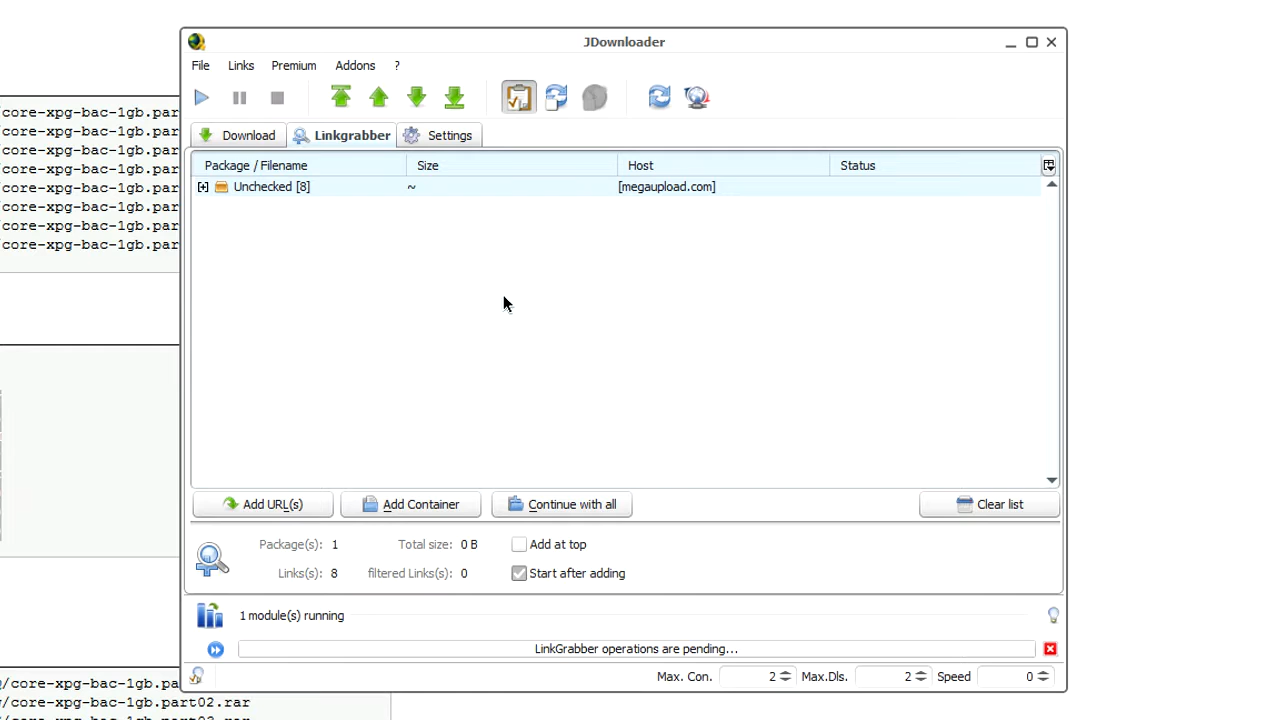 JDownloader
File Links Premium Addons ?
Download Linkgrabber Settings
Package / Filename Size Host Status
Unchecked [8] ~ [megaupload.com]
Add URL(s) Add Container Continue with all Clear list
Package(s): 1 Total size: 0 B Add at top
Links(s): 8 filtered Links(s): 0 Start after adding
1 module(s) running
LinkGrabber operations are pending...
Max. Con. 2 Max.Dls. 2 Speed 0
/core-xpg-bac-1gb.par
/core-xpg-bac-1gb.par
/core-xpg-bac-1gb.par
/core-xpg-bac-1gb.par
/core-xpg-bac-1gb.par
/core-xpg-bac-1gb.par
/core-xpg-bac-1gb.par
/core-xpg-bac-1gb.par
/core-xpg-bac-1gb.pa
/core-xpg-bac-1gb.part02.rar